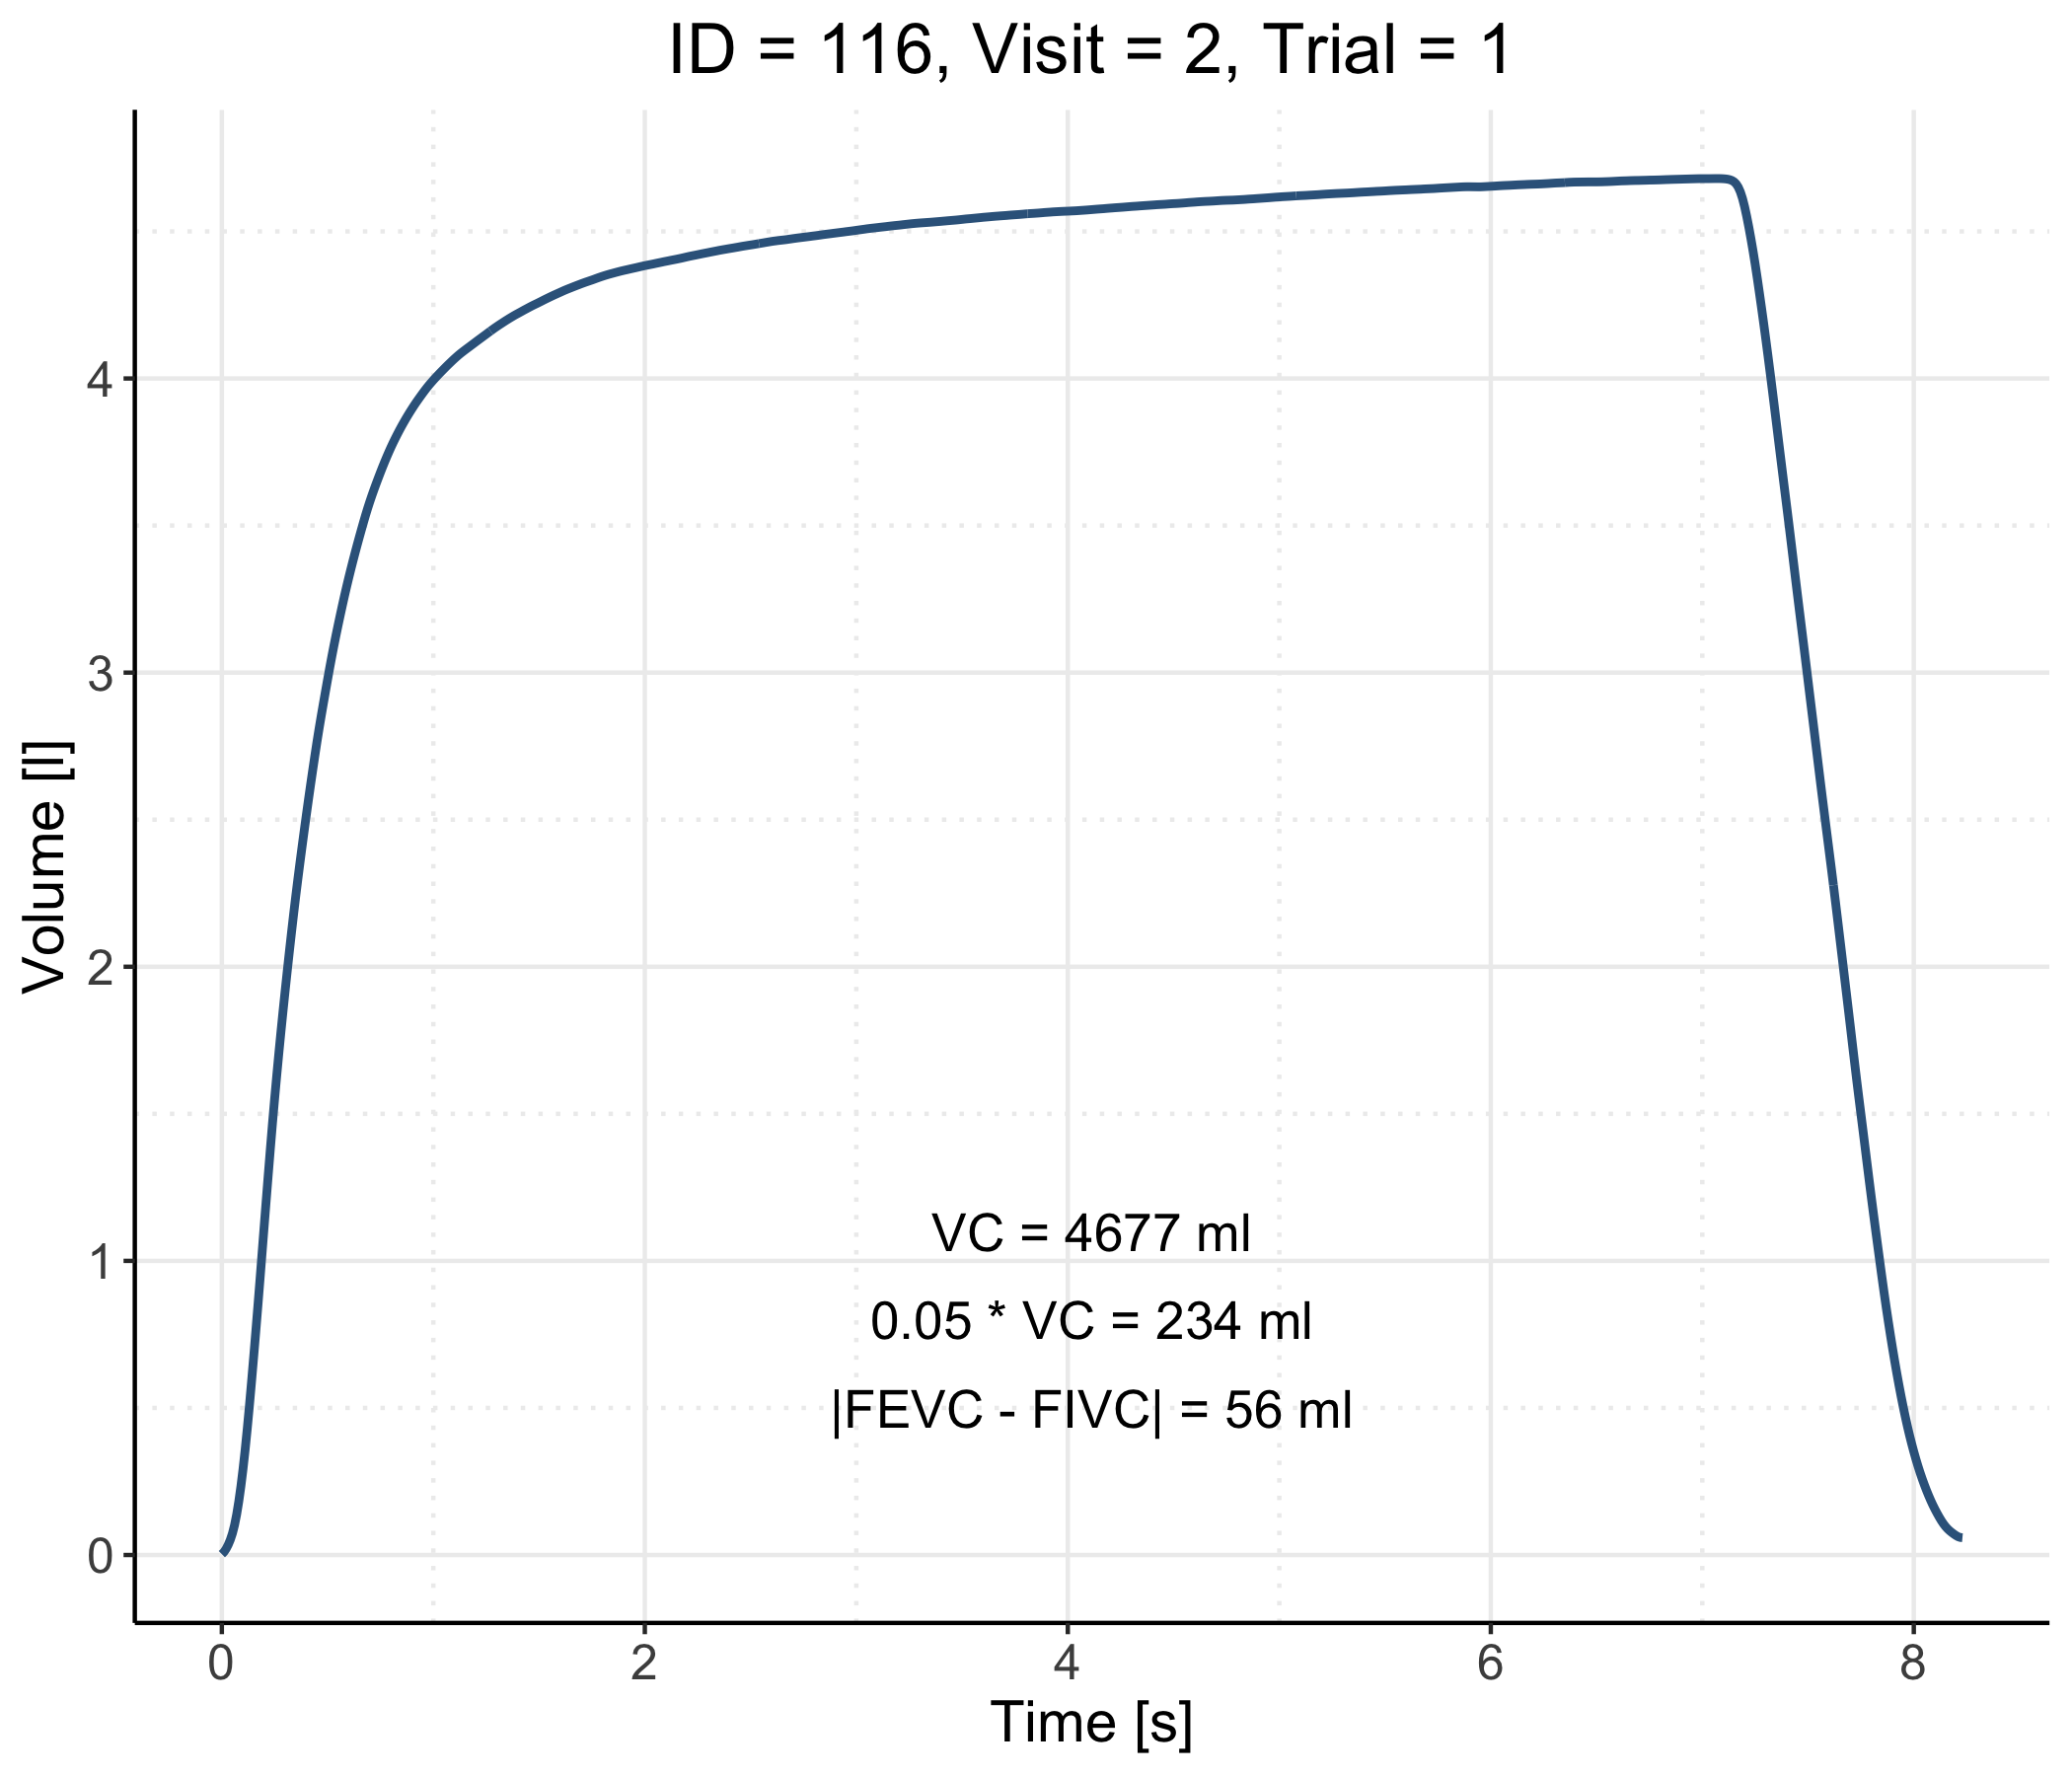 ID = 116, Visit = 2, Trial = 1
Volume [l]
4
3
2
1
0
VC = 4677 ml
0.05 * VC = 234 ml
|FEVC - FIVC| = 56 ml
0 2 4 6 8
Time [s]